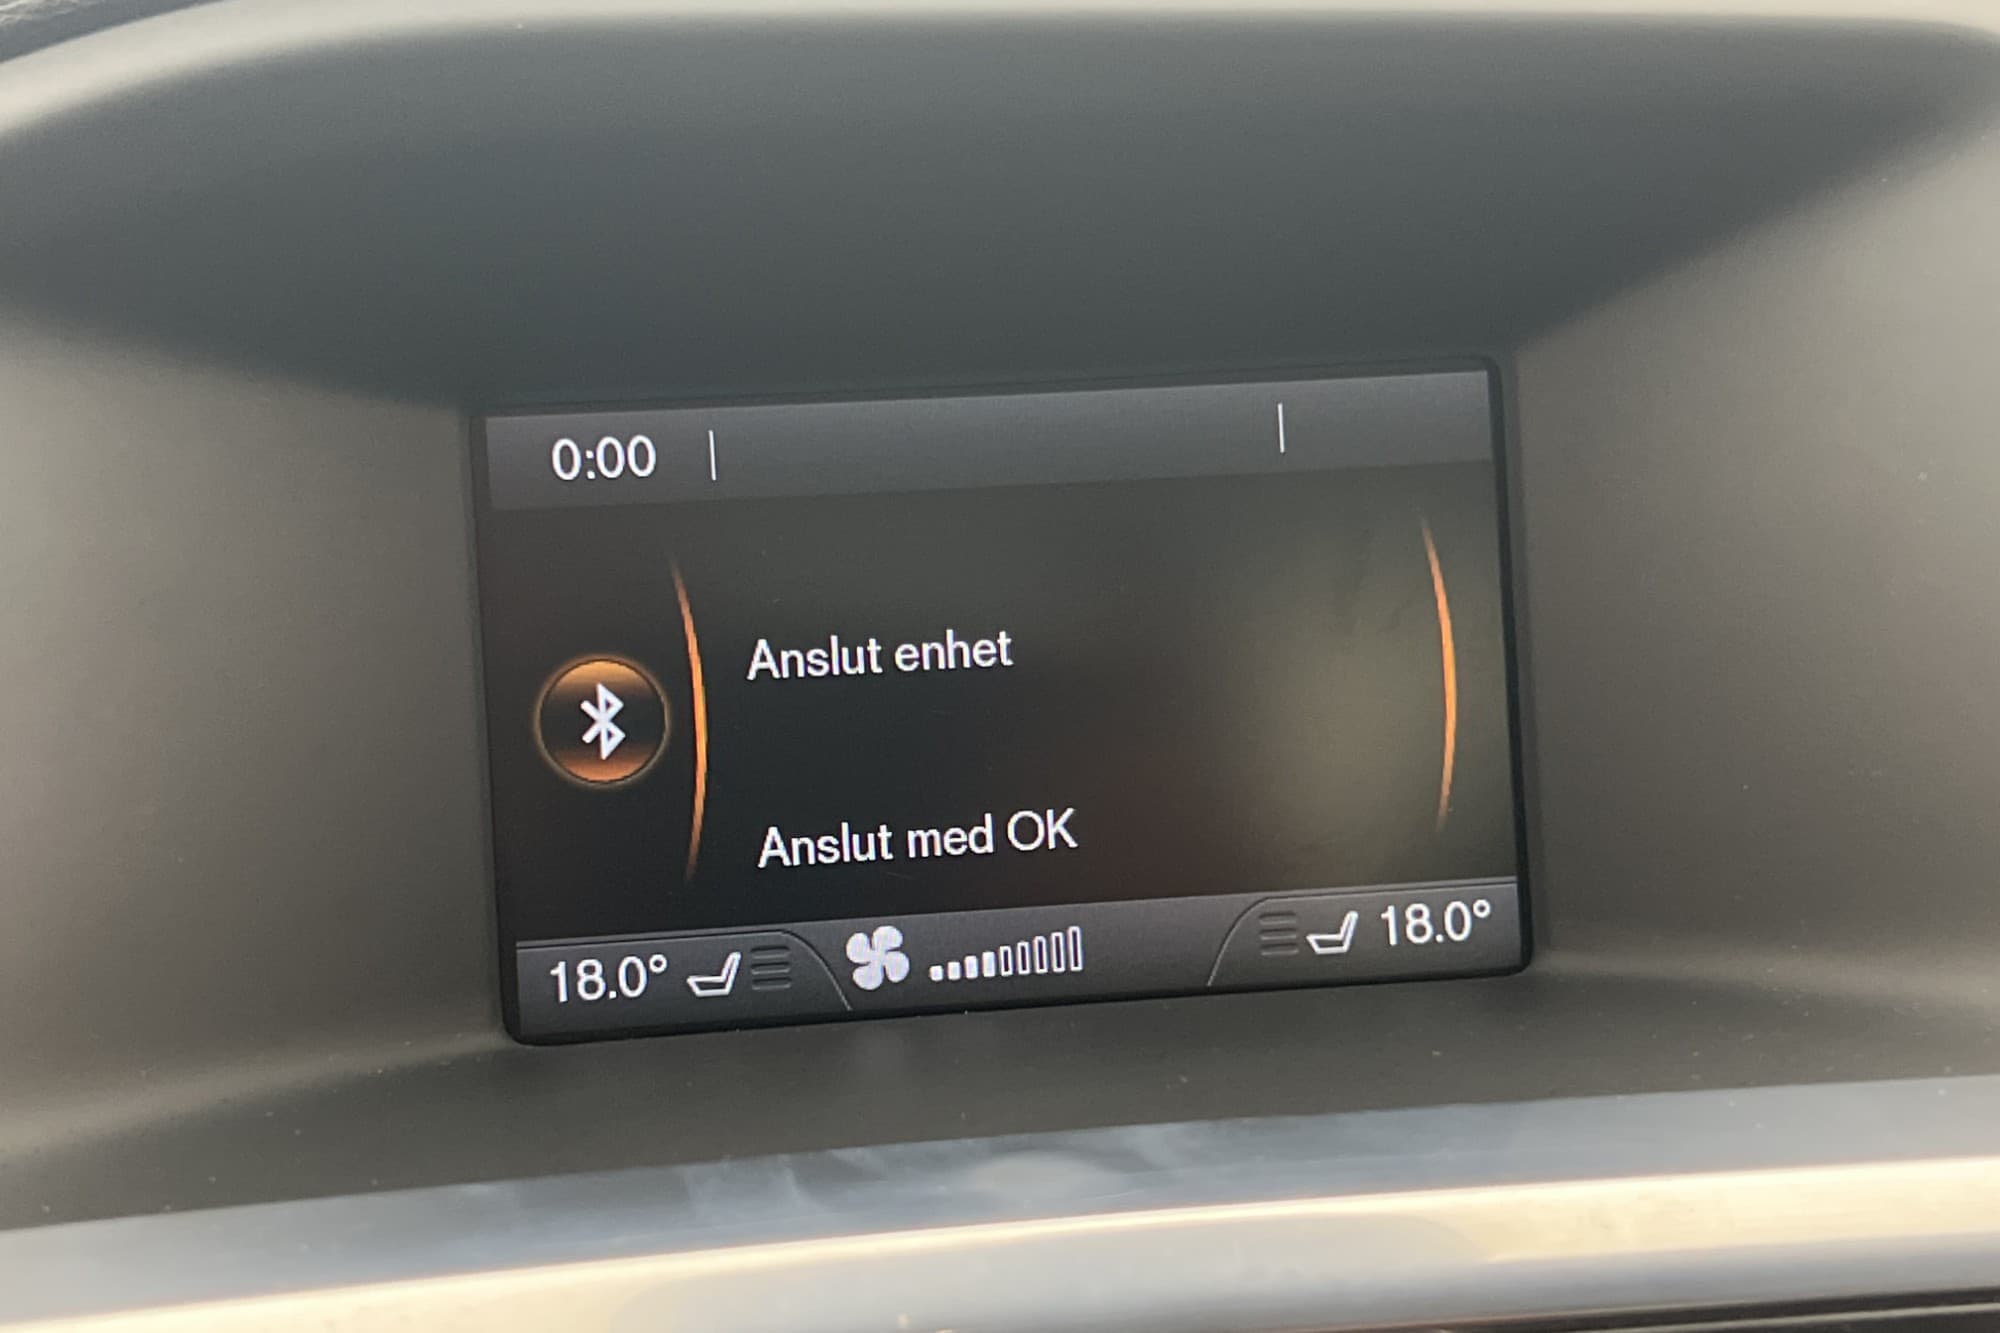 0:00
Anslut enhet
Anslut med OK
18.0° 18.0°